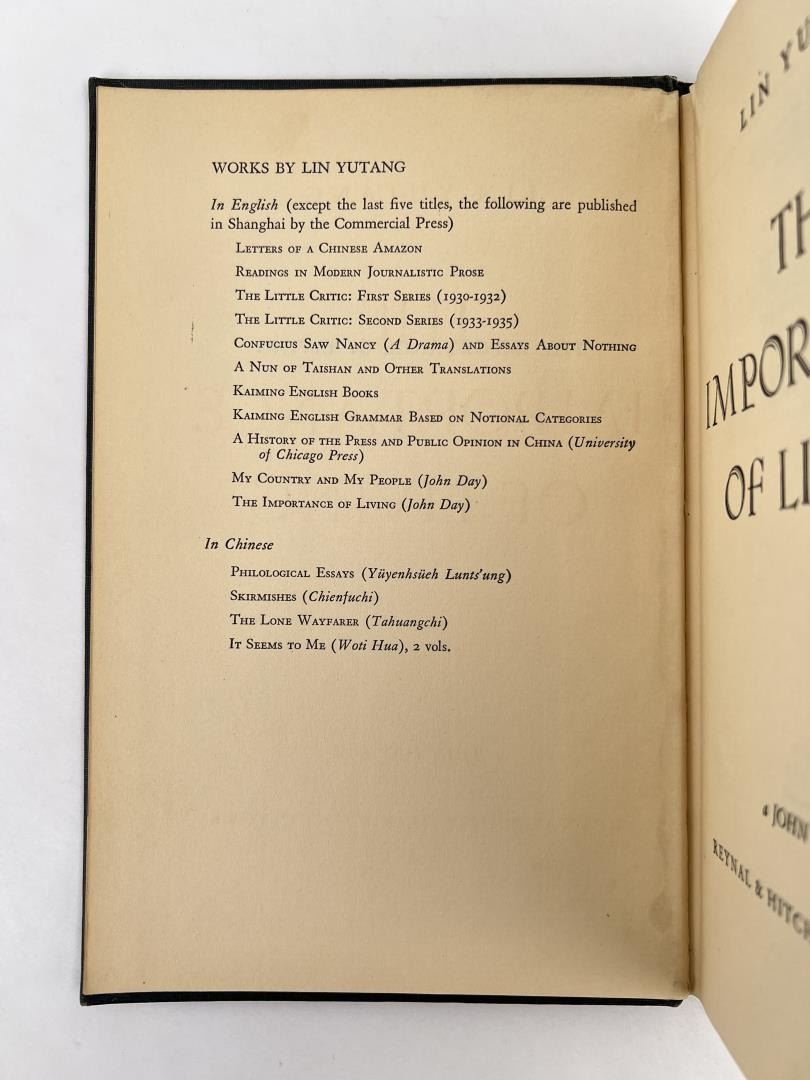 WORKS BY LIN YUTANG
In English (except the last five titles, the following are published
in Shanghai by the Commercial Press)
LETTERS OF A CHINESE AMAZON
READINGS IN MODERN JOURNALISTIC PROSE
THE LITTLE CRITIC: FIRST SERIES (1930-1932)
THE LITTLE CRITIC: SECOND SERIES (1933-1935)
CONFUCIUS SAW NANCY (A Drama) AND ESSAYS ABOUT NOTHING
A NUN OF TAISHAN AND OTHER TRANSLATIONS
KAIMING ENGLISH BOOKS
KAIMING ENGLISH GRAMMAR BASED ON NOTIONAL CATEGORIES
A HISTORY OF THE PRESS AND PUBLIC OPINION IN CHINA (University
of Chicago Press)
MY COUNTRY AND MY PEOPLE (John Day)
THE IMPORTANCE OF LIVING (John Day)
In Chinese
PHILOLOGICAL ESSAYS (Yüyenhsüeh Lunts'ung)
SKIRMISHES (Chienfuchi)
THE LONE WAYFARER (Tahuangchi)
IT SEEMS TO ME (Woti Hua), 2 vols.
LIN YU
TH
IMPOR
OF LI
a JOHN
REYNAL & HITCH